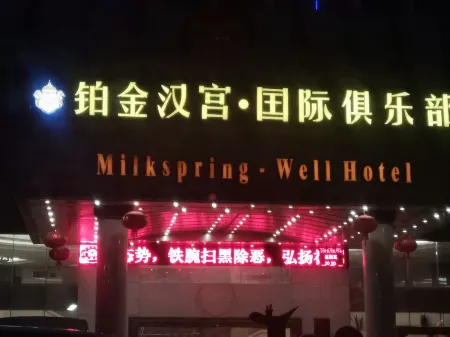 铂金汉宫·国际俱乐部
Milkspring - Well Hotel
态势，铁腕扫黑除恶，弘扬